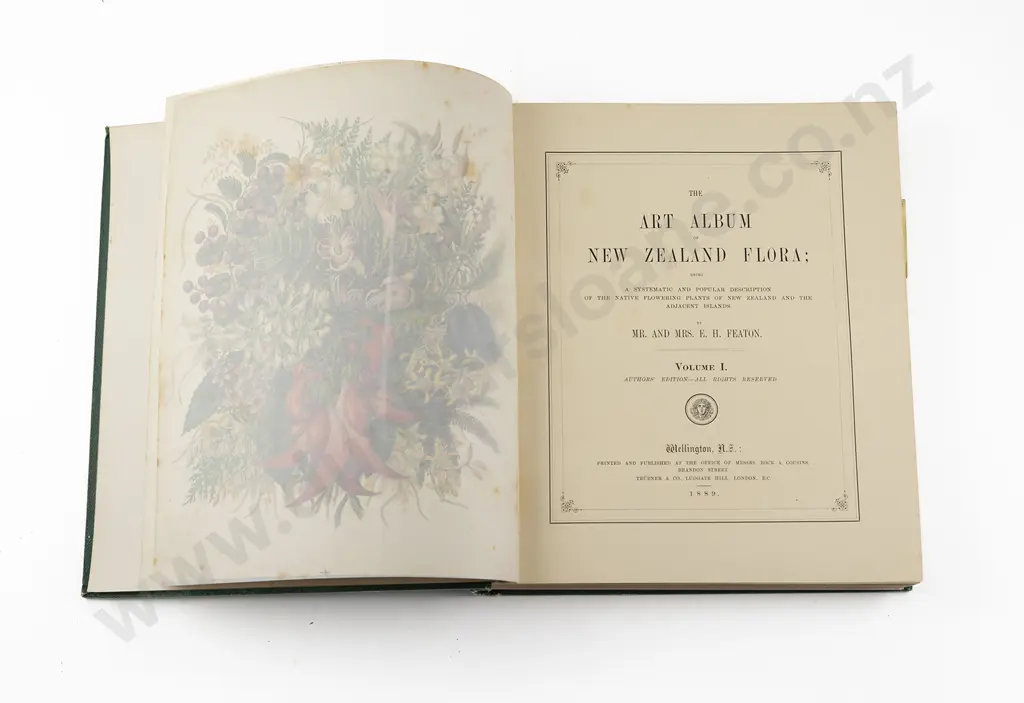 THE
ART ALBUM
OF
NEW ZEALAND FLORA;
BEING
A SYSTEMATIC AND POPULAR DESCRIPTION
OF THE NATIVE FLOWERING PLANTS OF NEW ZEALAND AND THE
ADJACENT ISLANDS.
BY
MR. AND MRS. E. H. FEATON.
VOLUME I.
AUTHORS' EDITION—ALL RIGHTS RESERVED
Wellington, N.Z.:
PRINTED AND PUBLISHED AT THE OFFICE OF MESSRS. BOCK & COUSINS,
BRANDON STREET.
TRÜBNER & CO., LUDGATE HILL, LONDON, E.C.
1889.